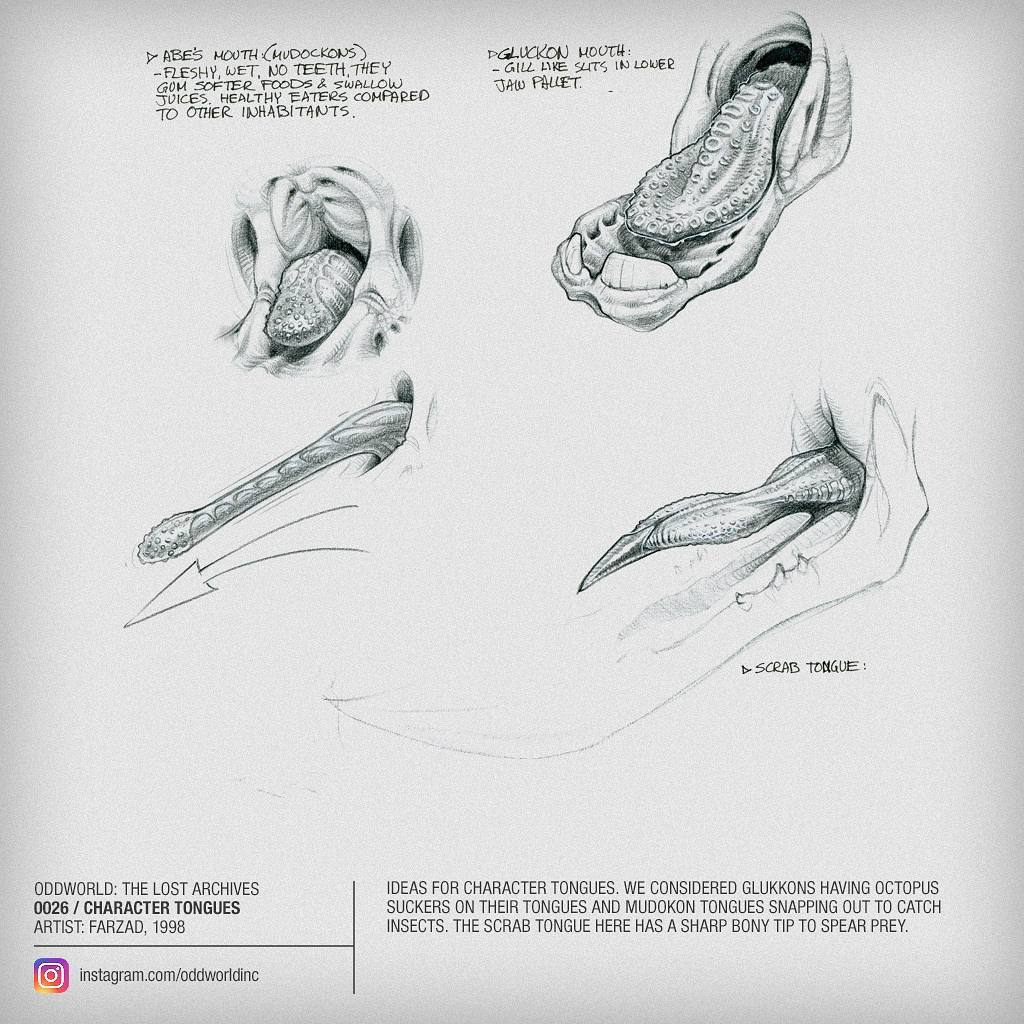 ▷ ABE'S MOUTH: (MUDOCKONS)
- FLESHY, WET, NO TEETH, THEY
GUM SOFTER FOODS & SWALLOW
JUICES. HEALTHY EATERS COMPARED
TO OTHER INHABITANTS.
▷ GLUCKON MOUTH:
- GILL LIKE SLITS IN LOWER
JAW PALLET.
▷ SCRAB TONGUE:
ODDWORLD: THE LOST ARCHIVES
0026 / CHARACTER TONGUES
ARTIST: FARZAD, 1998
instagram.com/oddworldinc
IDEAS FOR CHARACTER TONGUES. WE CONSIDERED GLUKKONS HAVING OCTOPUS
SUCKERS ON THEIR TONGUES AND MUDOKON TONGUES SNAPPING OUT TO CATCH
INSECTS. THE SCRAB TONGUE HERE HAS A SHARP BONY TIP TO SPEAR PREY.